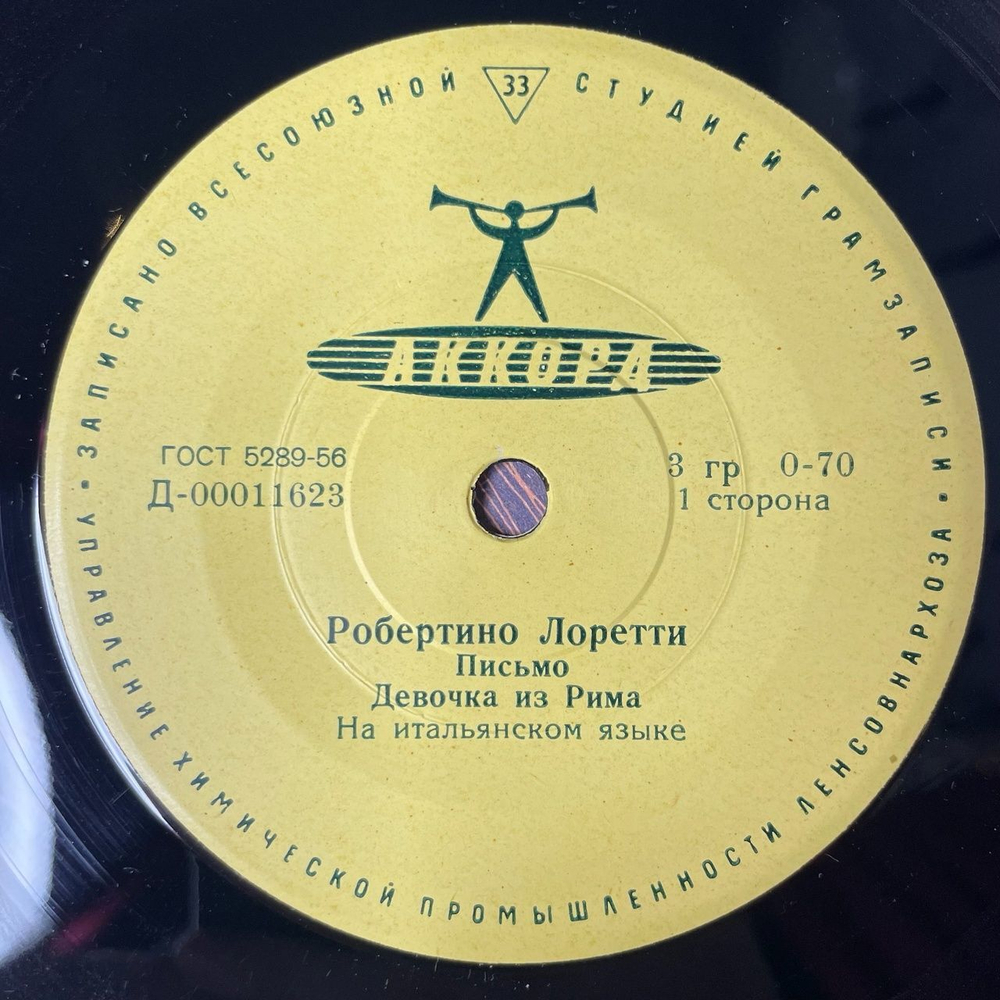 ЗАПИСАНО ВСЕСОЮЗНОЙ 33 СТУДИЕЙ ГРАМЗАПИСИ
АККОРД
ГОСТ 5289-56
Д-00011623
3 гр 0-70
1 сторона
Робертино Лоретти
Письмо
Девочка из Рима
На итальянском языке
• УПРАВЛЕНИЕ ХИМИЧЕСКОЙ ПРОМЫШЛЕННОСТИ ЛЕНСОВНАРХОЗА •